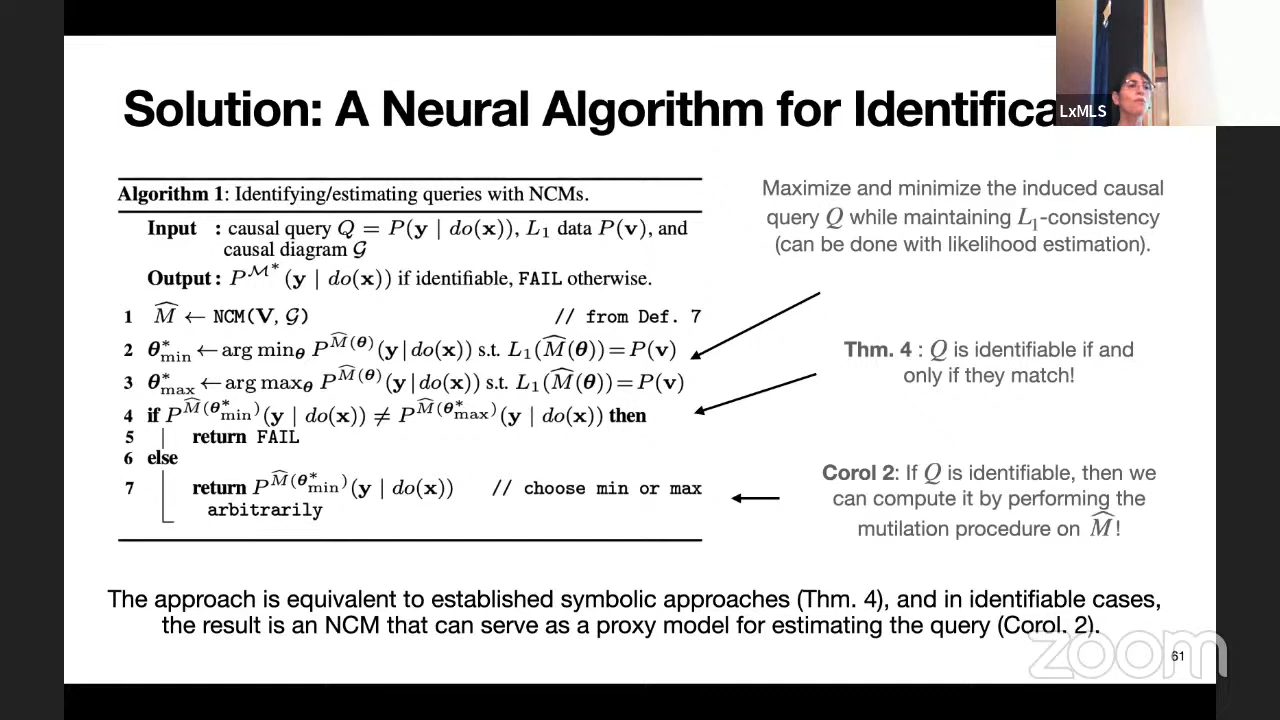 Solution: A Neural Algorithm for Identifica
LxMLS
Algorithm 1: Identifying/estimating queries with NCMs.
Input : causal query Q = P(y | do(x)), L₁ data P(v), and
causal diagram 𝒢
Output : P^{ℳ*}(y | do(x)) if identifiable, FAIL otherwise.
1 M̂ ← NCM(V, 𝒢) // from Def. 7
2 θ*_min ← arg min_θ P^{M̂(θ)}(y | do(x)) s.t. L₁(M̂(θ)) = P(v)
3 θ*_max ← arg max_θ P^{M̂(θ)}(y | do(x)) s.t. L₁(M̂(θ)) = P(v)
4 if P^{M̂(θ*_min)}(y | do(x)) ≠ P^{M̂(θ*_max)}(y | do(x)) then
5 return FAIL
6 else
7 return P^{M̂(θ*_min)}(y | do(x)) // choose min or max
arbitrarily
Maximize and minimize the induced causal
query Q while maintaining L₁-consistency
(can be done with likelihood estimation).
Thm. 4 : Q is identifiable if and
only if they match!
Corol 2: If Q is identifiable, then we
can compute it by performing the
mutilation procedure on M̂!
The approach is equivalent to established symbolic approaches (Thm. 4), and in identifiable cases,
the result is an NCM that can serve as a proxy model for estimating the query (Corol. 2).
zoom
61